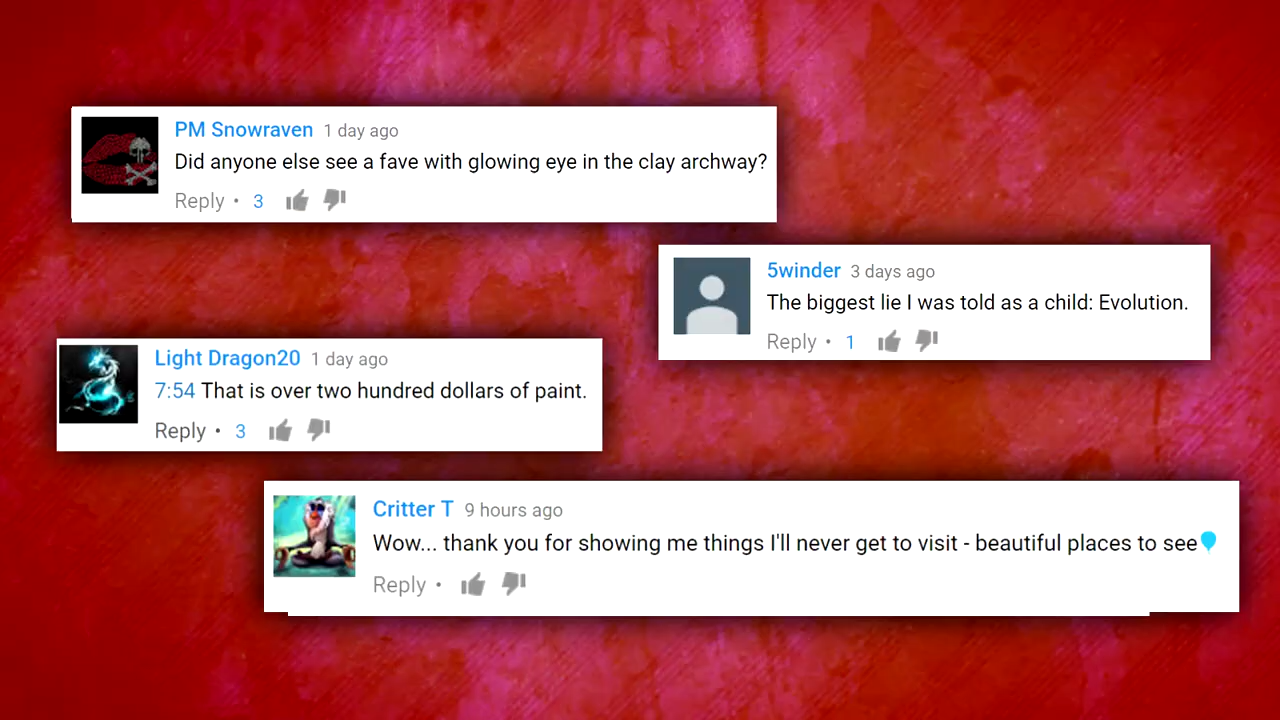 PM Snowraven 1 day ago
Did anyone else see a fave with glowing eye in the clay archway?
Reply • 3
5winder 3 days ago
The biggest lie I was told as a child: Evolution.
Reply • 1
Light Dragon20 1 day ago
7:54 That is over two hundred dollars of paint.
Reply • 3
Critter T 9 hours ago
Wow... thank you for showing me things I'll never get to visit - beautiful places to see
Reply •